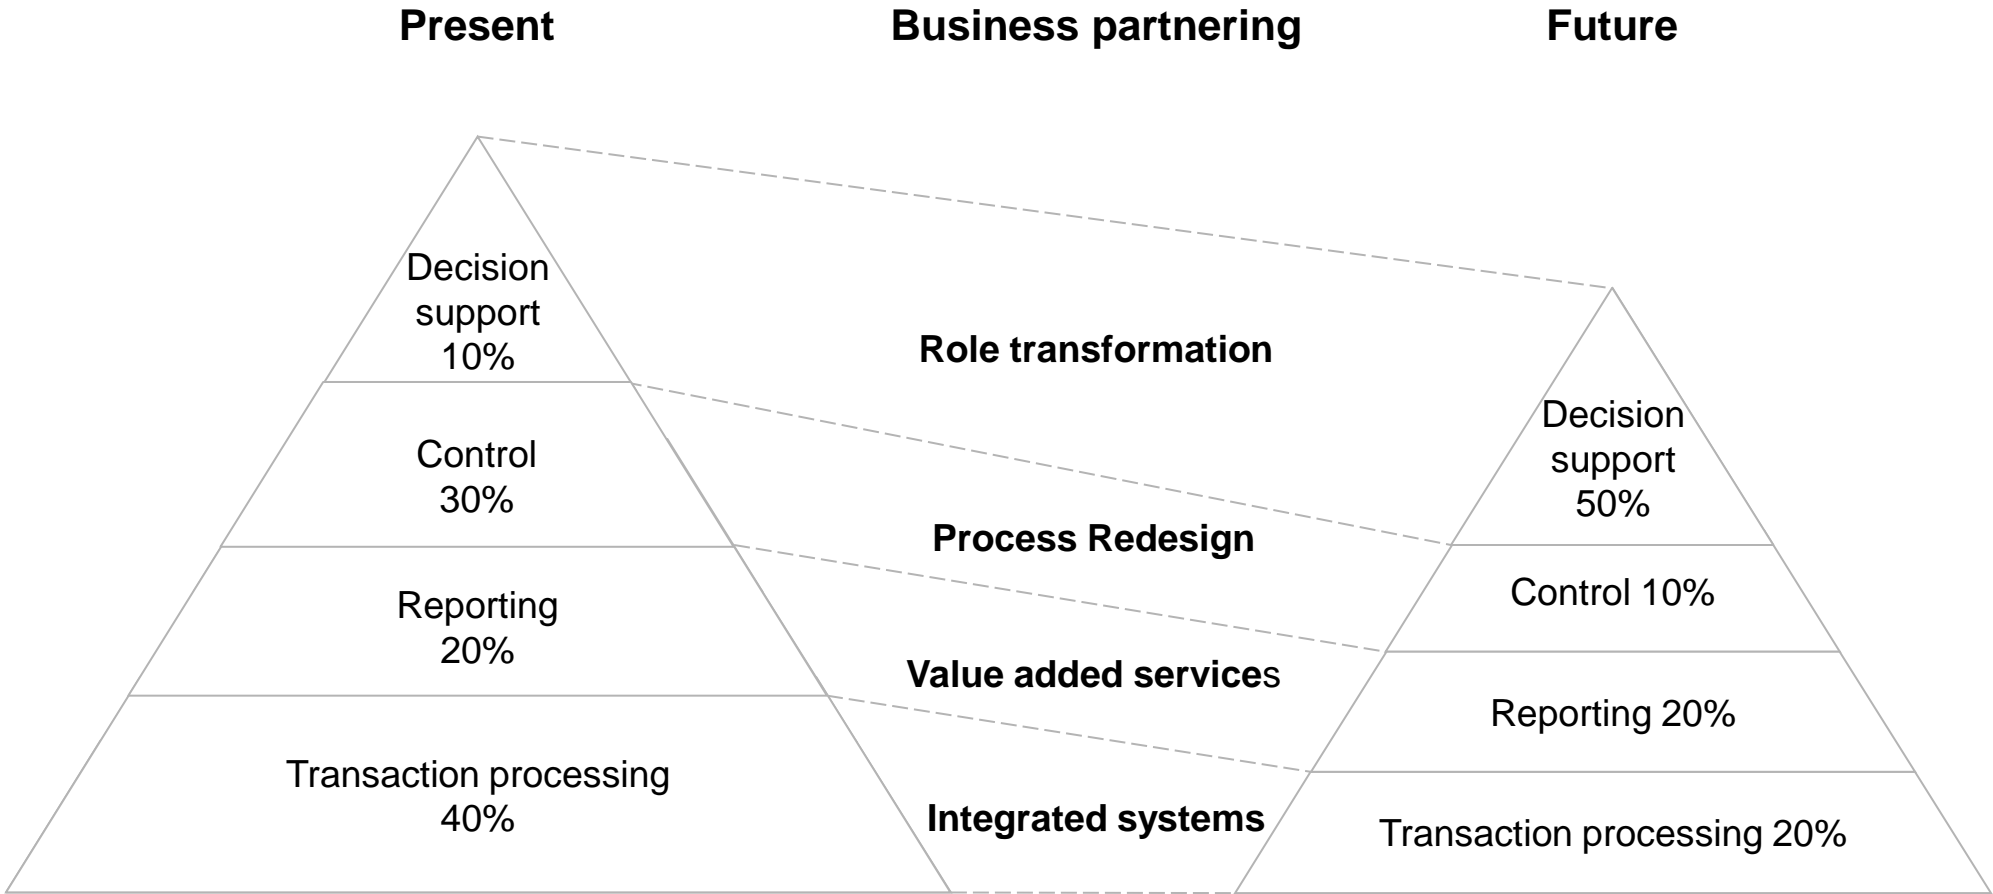 Present
Business partnering
Future
Decision
support
10%
Control
30%
Reporting
20%
Transaction processing
40%
Role transformation
Process Redesign
Value added services
Integrated systems
Decision
support
50%
Control 10%
Reporting 20%
Transaction processing 20%